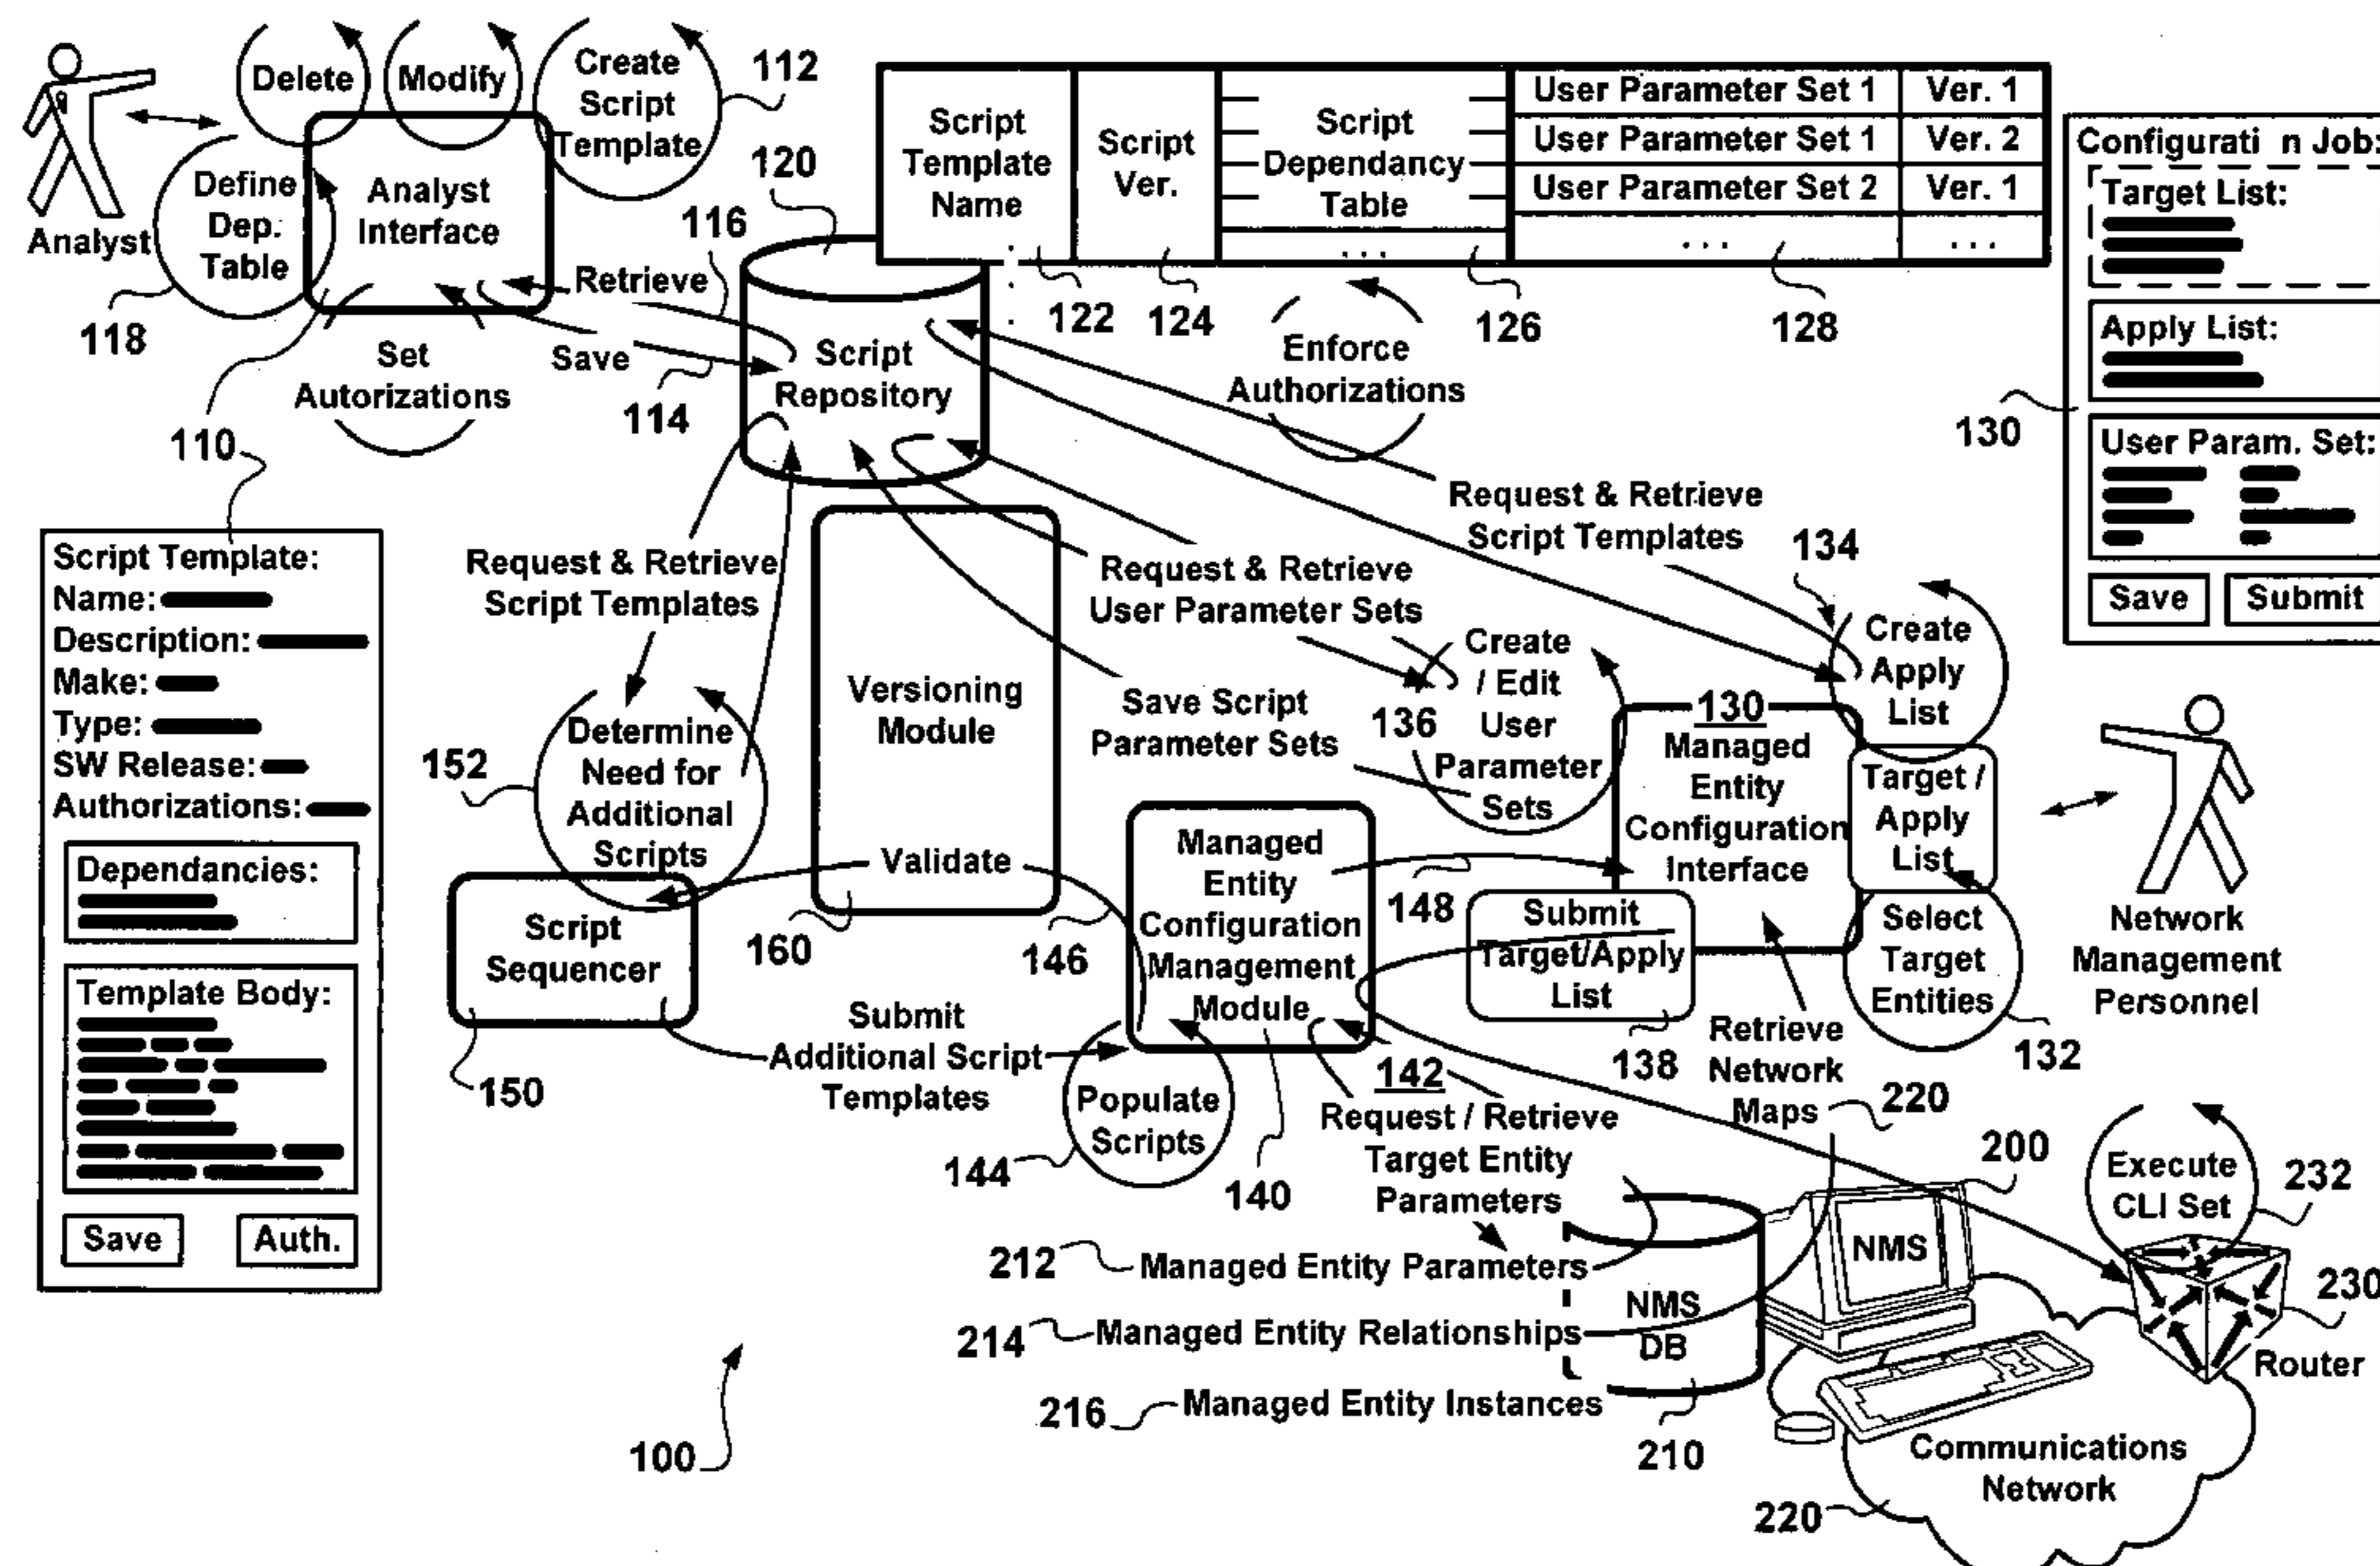 Delete
Modify
Create
Script
Template
112
Analyst
Define
Dep.
Table
118
Analyst
Interface
Set
Autorizations
110
116
Retrieve
Save
114
120
Script
Repository
Script
Template
Name
Script
Ver.
Script
Dependancy
Table
. . .
User Parameter Set 1
Ver. 1
User Parameter Set 1
Ver. 2
User Parameter Set 2
Ver. 1
. . .
. . .
122
124
126
128
Enforce
Authorizations
Configurati n Job:
Target List:
Apply List:
User Param. Set:
Save
Submit
130
Script Template:
Name:
Description:
Make:
Type:
SW Release:
Authorizations:
Dependancies:
Template Body:
Save
Auth.
Request & Retrieve
Script Templates
Request & Retrieve
User Parameter Sets
Request & Retrieve
Script Templates
134
Create
Apply
List
Versioning
Module
Validate
160
Save Script
Parameter Sets
136
Create
/ Edit
User
Parameter
Sets
130
Managed
Entity
Configuration
Interface
Target /
Apply
List
Select
Target
Entities
132
Network
Management
Personnel
152
Determine
Need for
Additional
Scripts
Script
Sequencer
150
146
Managed
Entity
Configuration
Management
Module
148
Submit
Target/Apply
List
138
Retrieve
Network
Maps
220
Submit
Additional Script
Templates
144
Populate
Scripts
140
142
Request / Retrieve
Target Entity
Parameters
200
Execute
CLI Set
232
212
Managed Entity Parameters
214
Managed Entity Relationships
216
Managed Entity Instances
NMS
DB
210
NMS
230
Router
Communications
Network
220
100